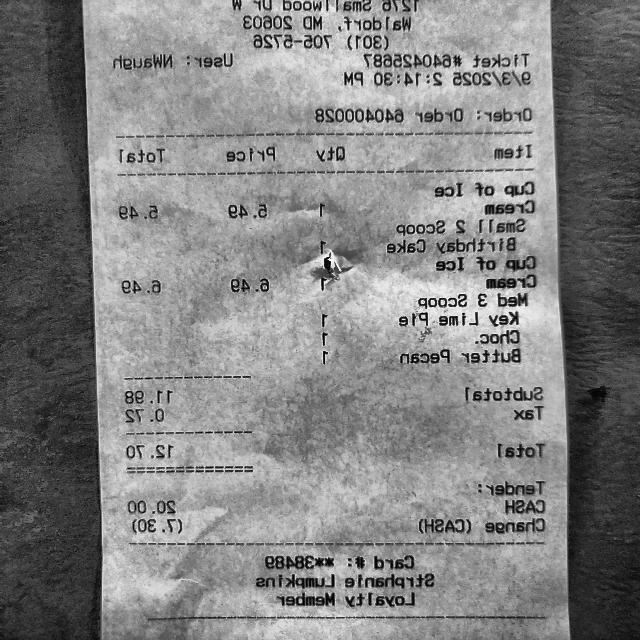 1276 Smallwood Dr W
Waldorf, MD 20603
(301) 705-5726
Ticket #640425687 User: NWaugh
9/3/2025 2:14:30 PM
Order: Order 640400028
Item Qty Price Total
Cup of Ice
Cream 1 5.49 5.49
Small 2 Scoop
Birthday Cake 1
Cup of Ice
Cream 1 6.49 6.49
Med 3 Scoop
Key Lime Pie 1
Choc. 1
Butter Pecan 1
Subtotal 11.98
Tax 0.72
Total 12.70
Tender:
CASH 20.00
Change (CASH) (7.30)
Card #: **38489
Strphanie Lumpkins
Loyalty Member